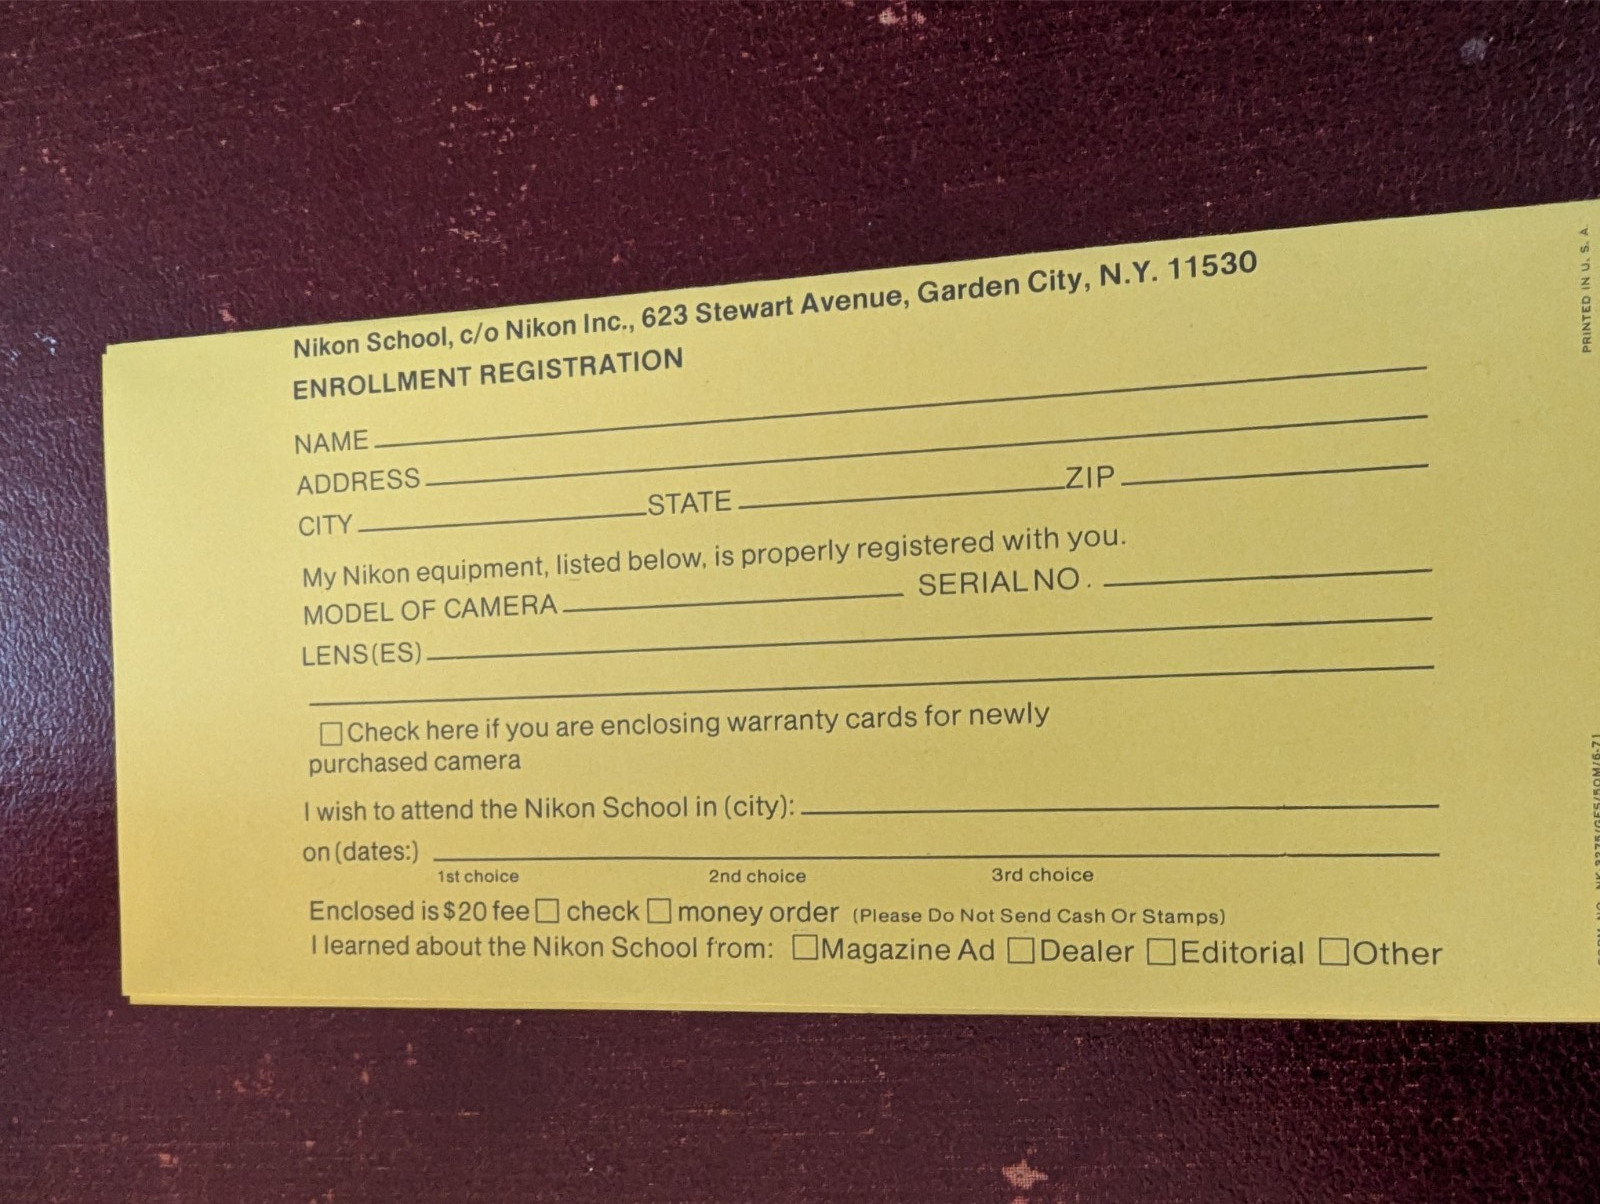 Nikon School, c/o Nikon Inc., 623 Stewart Avenue, Garden City, N.Y. 11530
ENROLLMENT REGISTRATION
NAME
ADDRESS
CITY STATE ZIP
My Nikon equipment, listed below, is properly registered with you.
MODEL OF CAMERA SERIAL NO.
LENS(ES)
Check here if you are enclosing warranty cards for newly
purchased camera
I wish to attend the Nikon School in (city):
on (dates:)
1st choice 2nd choice 3rd choice
Enclosed is $20 fee check money order (Please Do Not Send Cash Or Stamps)
I learned about the Nikon School from: Magazine Ad Dealer Editorial Other
PRINTED IN U. S. A.